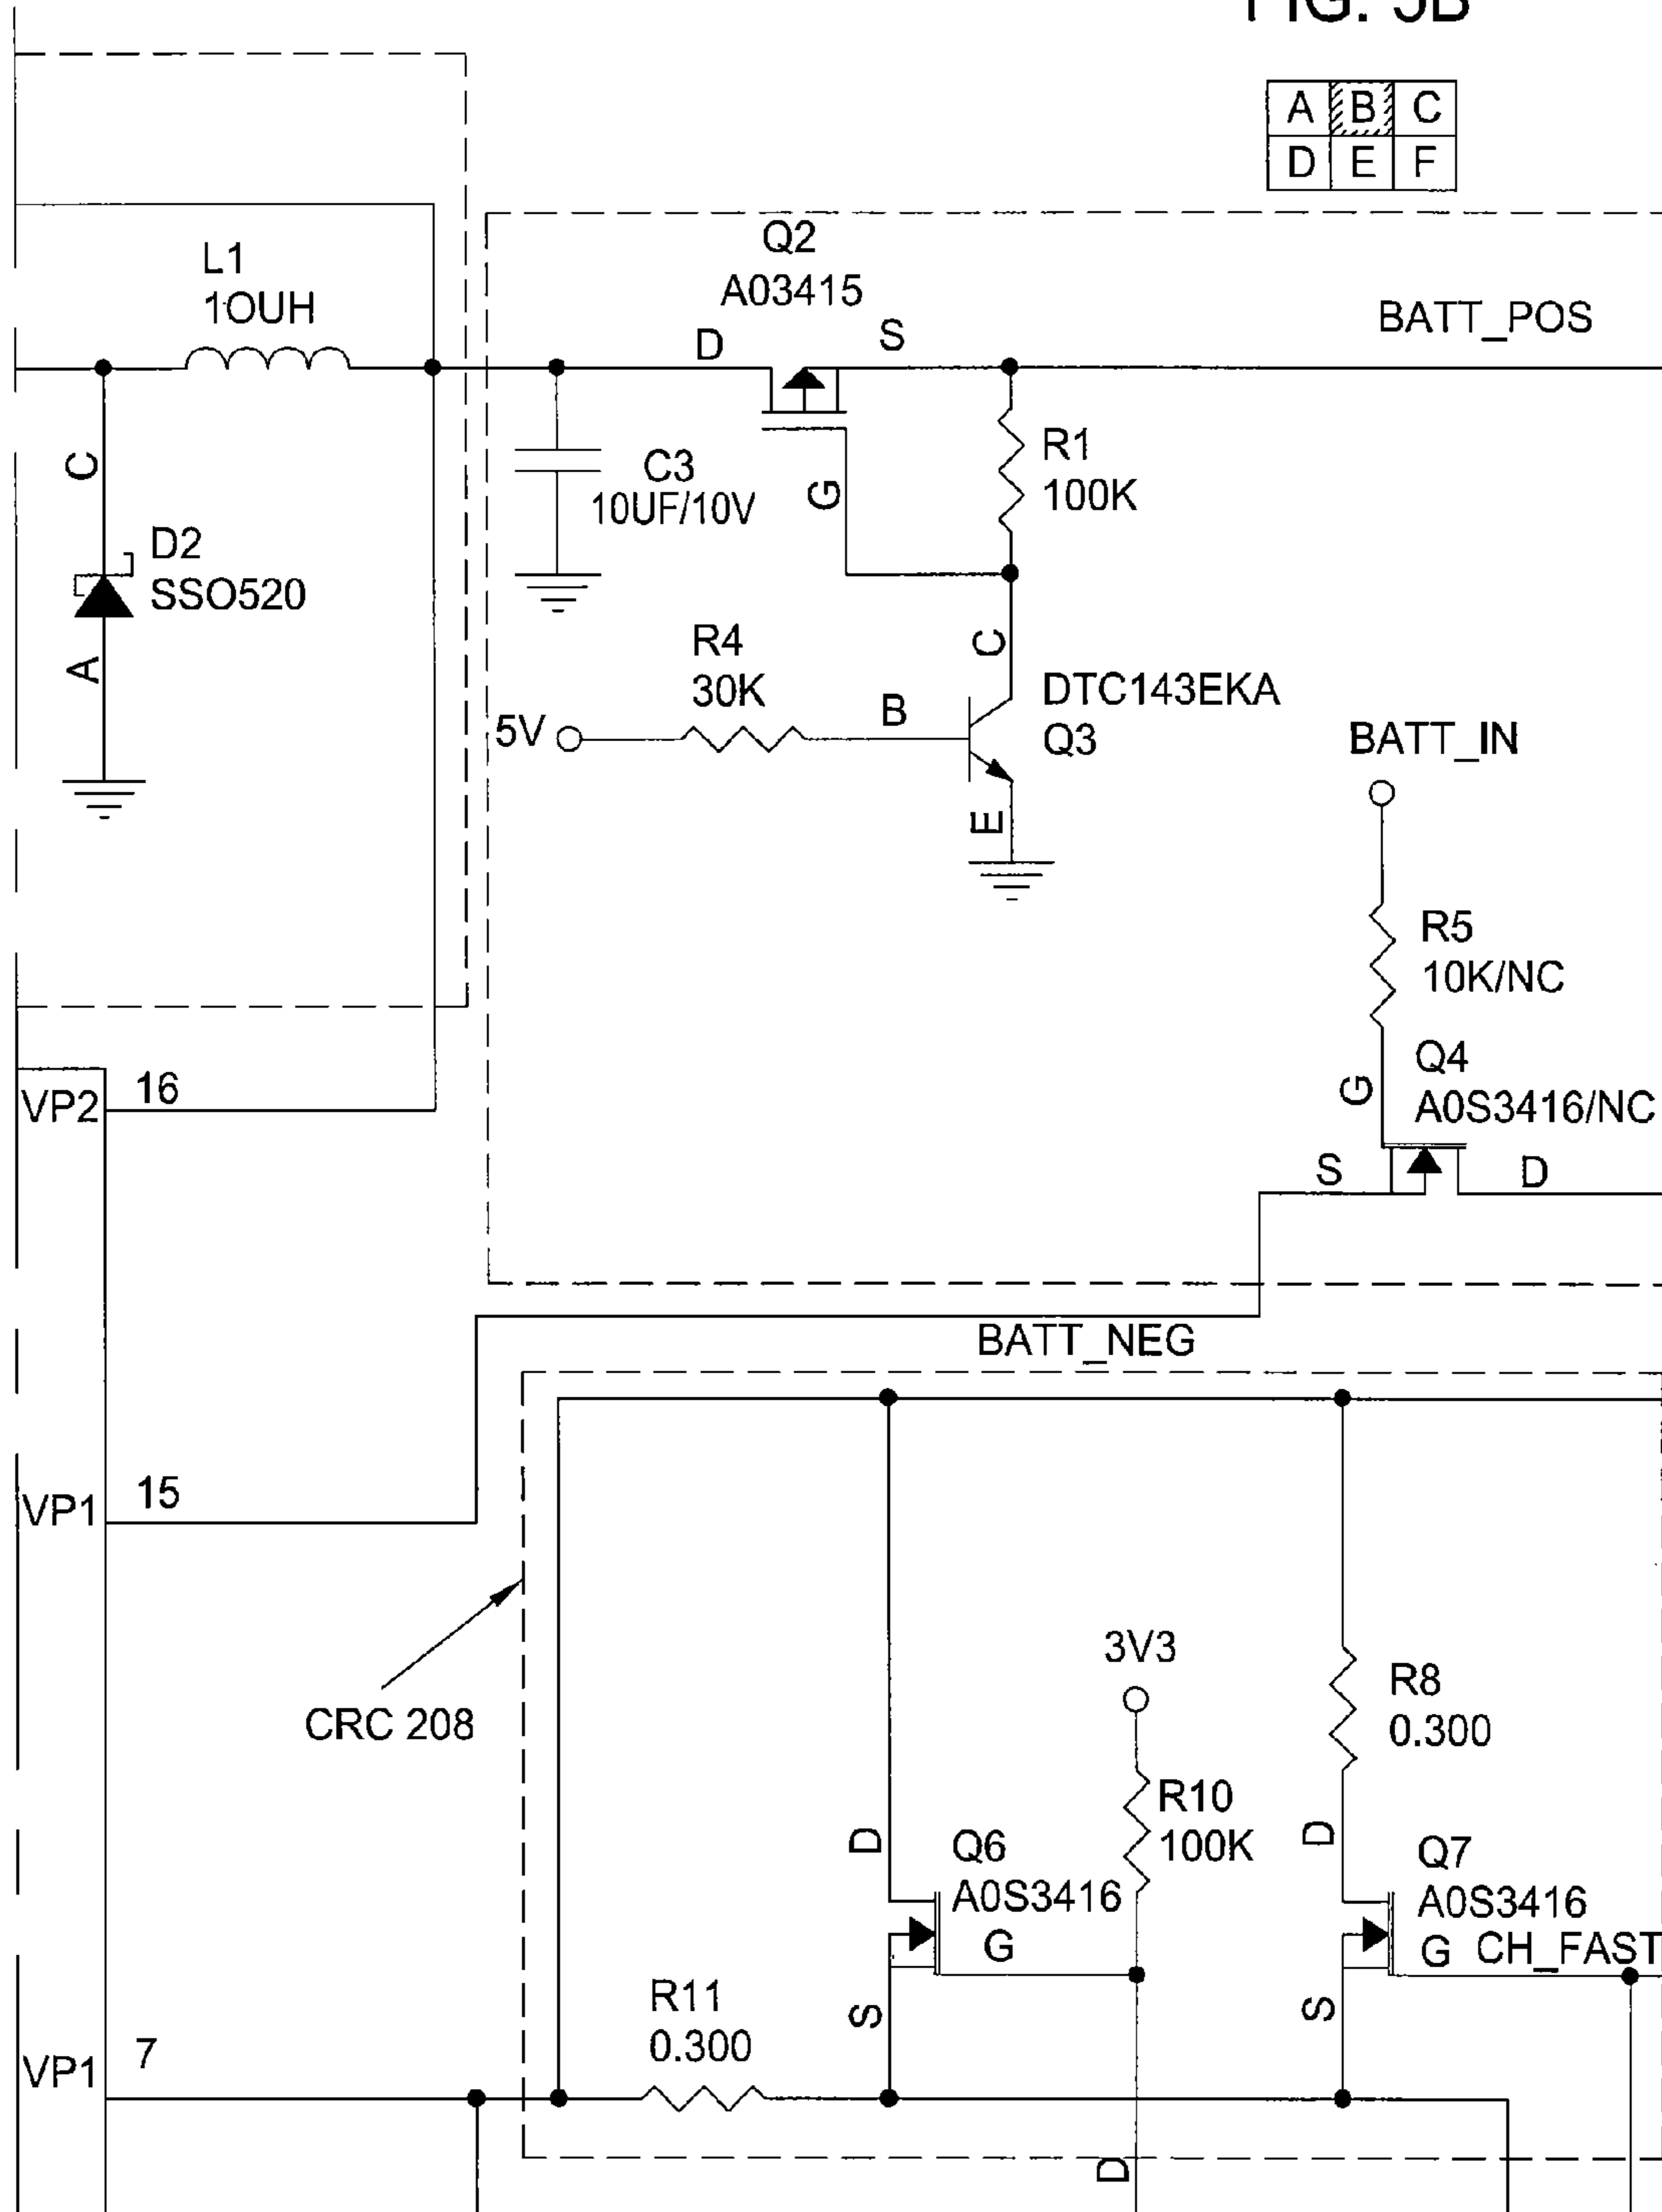 FIG. 5B
A B C
D E F
L1
10UH
Q2
A03415
D
S
BATT_POS
C
D2
SSO520
A
C3
10UF/10V
G
R1
100K
R4
30K
5V
B
C
DTC143EKA
Q3
E
BATT_IN
R5
10K/NC
Q4
A0S3416/NC
G
S
D
VP2
16
BATT_NEG
VP1
15
CRC 208
3V3
R8
0.300
R10
100K
D
Q6
A0S3416
G
S
D
Q7
A0S3416
G CH_FAST
S
R11
0.300
VP1
7
D